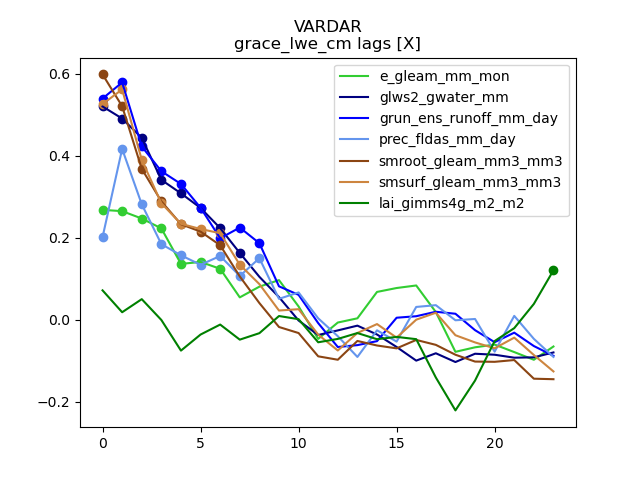 VARDAR
grace_lwe_cm lags [X]
0.6
0.4
0.2
0.0
−0.2
0
5
10
15
20
e_gleam_mm_mon
glws2_gwater_mm
grun_ens_runoff_mm_day
prec_fldas_mm_day
smroot_gleam_mm3_mm3
smsurf_gleam_mm3_mm3
lai_gimms4g_m2_m2